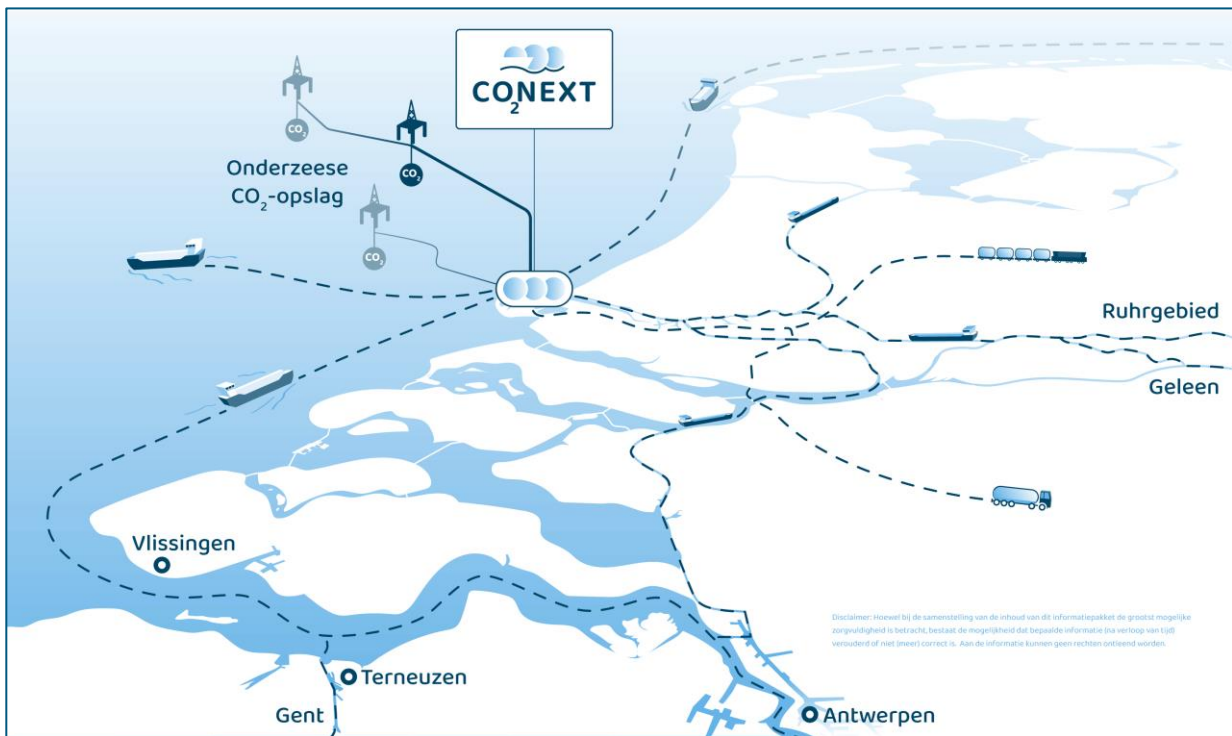 CO2NEXT
CO2
CO2
Onderzeese
CO2-opslag
CO2
Ruhrgebied
Geleen
Vlissingen
Disclaimer: Hoewel bij de samenstelling van de inhoud van dit informatiepakket de grootst mogelijke
zorgvuldigheid is betracht, bestaat de mogelijkheid dat bepaalde informatie (na verloop van tijd)
verouderd of niet (meer) correct is. Aan de informatie kunnen geen rechten ontleend worden.
Terneuzen
Gent
Antwerpen